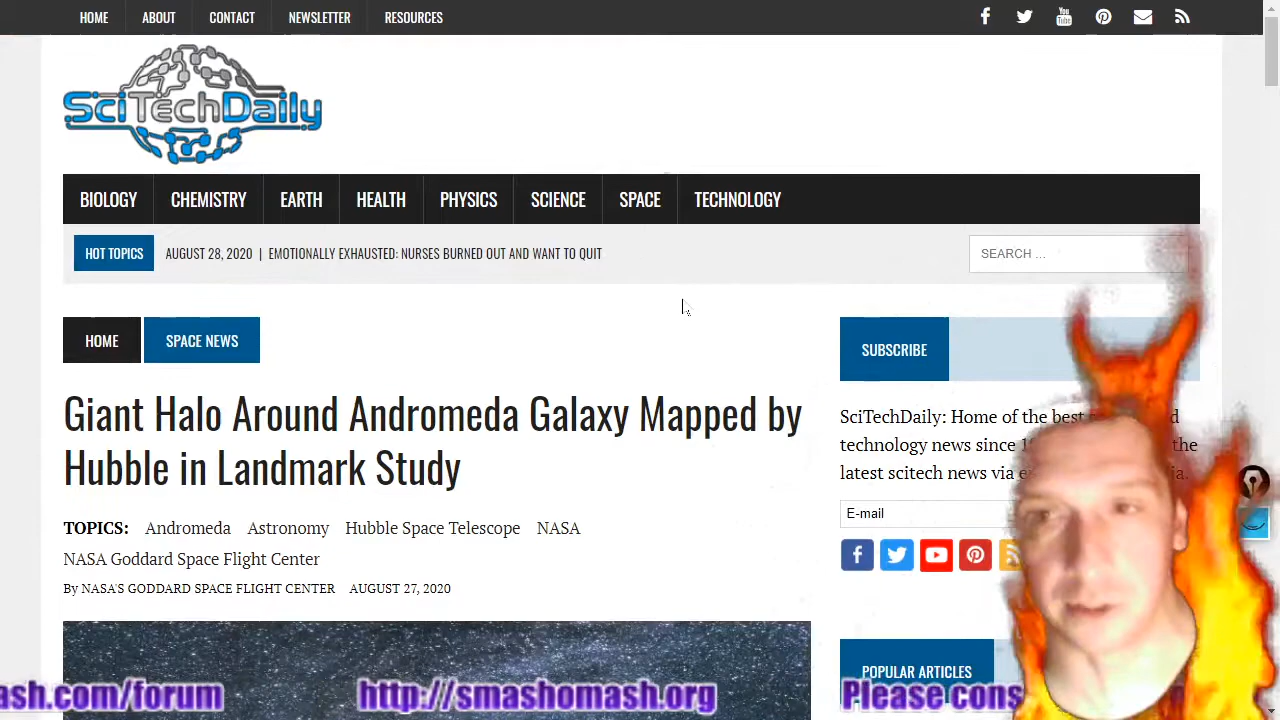 HOME ABOUT CONTACT NEWSLETTER RESOURCES
You Tube
SciTechDaily
BIOLOGY CHEMISTRY EARTH HEALTH PHYSICS SCIENCE SPACE TECHNOLOGY
HOT TOPICS AUGUST 28, 2020 | EMOTIONALLY EXHAUSTED: NURSES BURNED OUT AND WANT TO QUIT SEARCH ...
HOME SPACE NEWS
Giant Halo Around Andromeda Galaxy Mapped by
Hubble in Landmark Study
TOPICS: Andromeda Astronomy Hubble Space Telescope NASA
NASA Goddard Space Flight Center
By NASA'S GODDARD SPACE FLIGHT CENTER AUGUST 27, 2020
SUBSCRIBE
SciTechDaily: Home of the best
technology news since the
latest scitech news via
E-mail
POPULAR ARTICLES
ash.com/forum http://smashomash.org Please cons